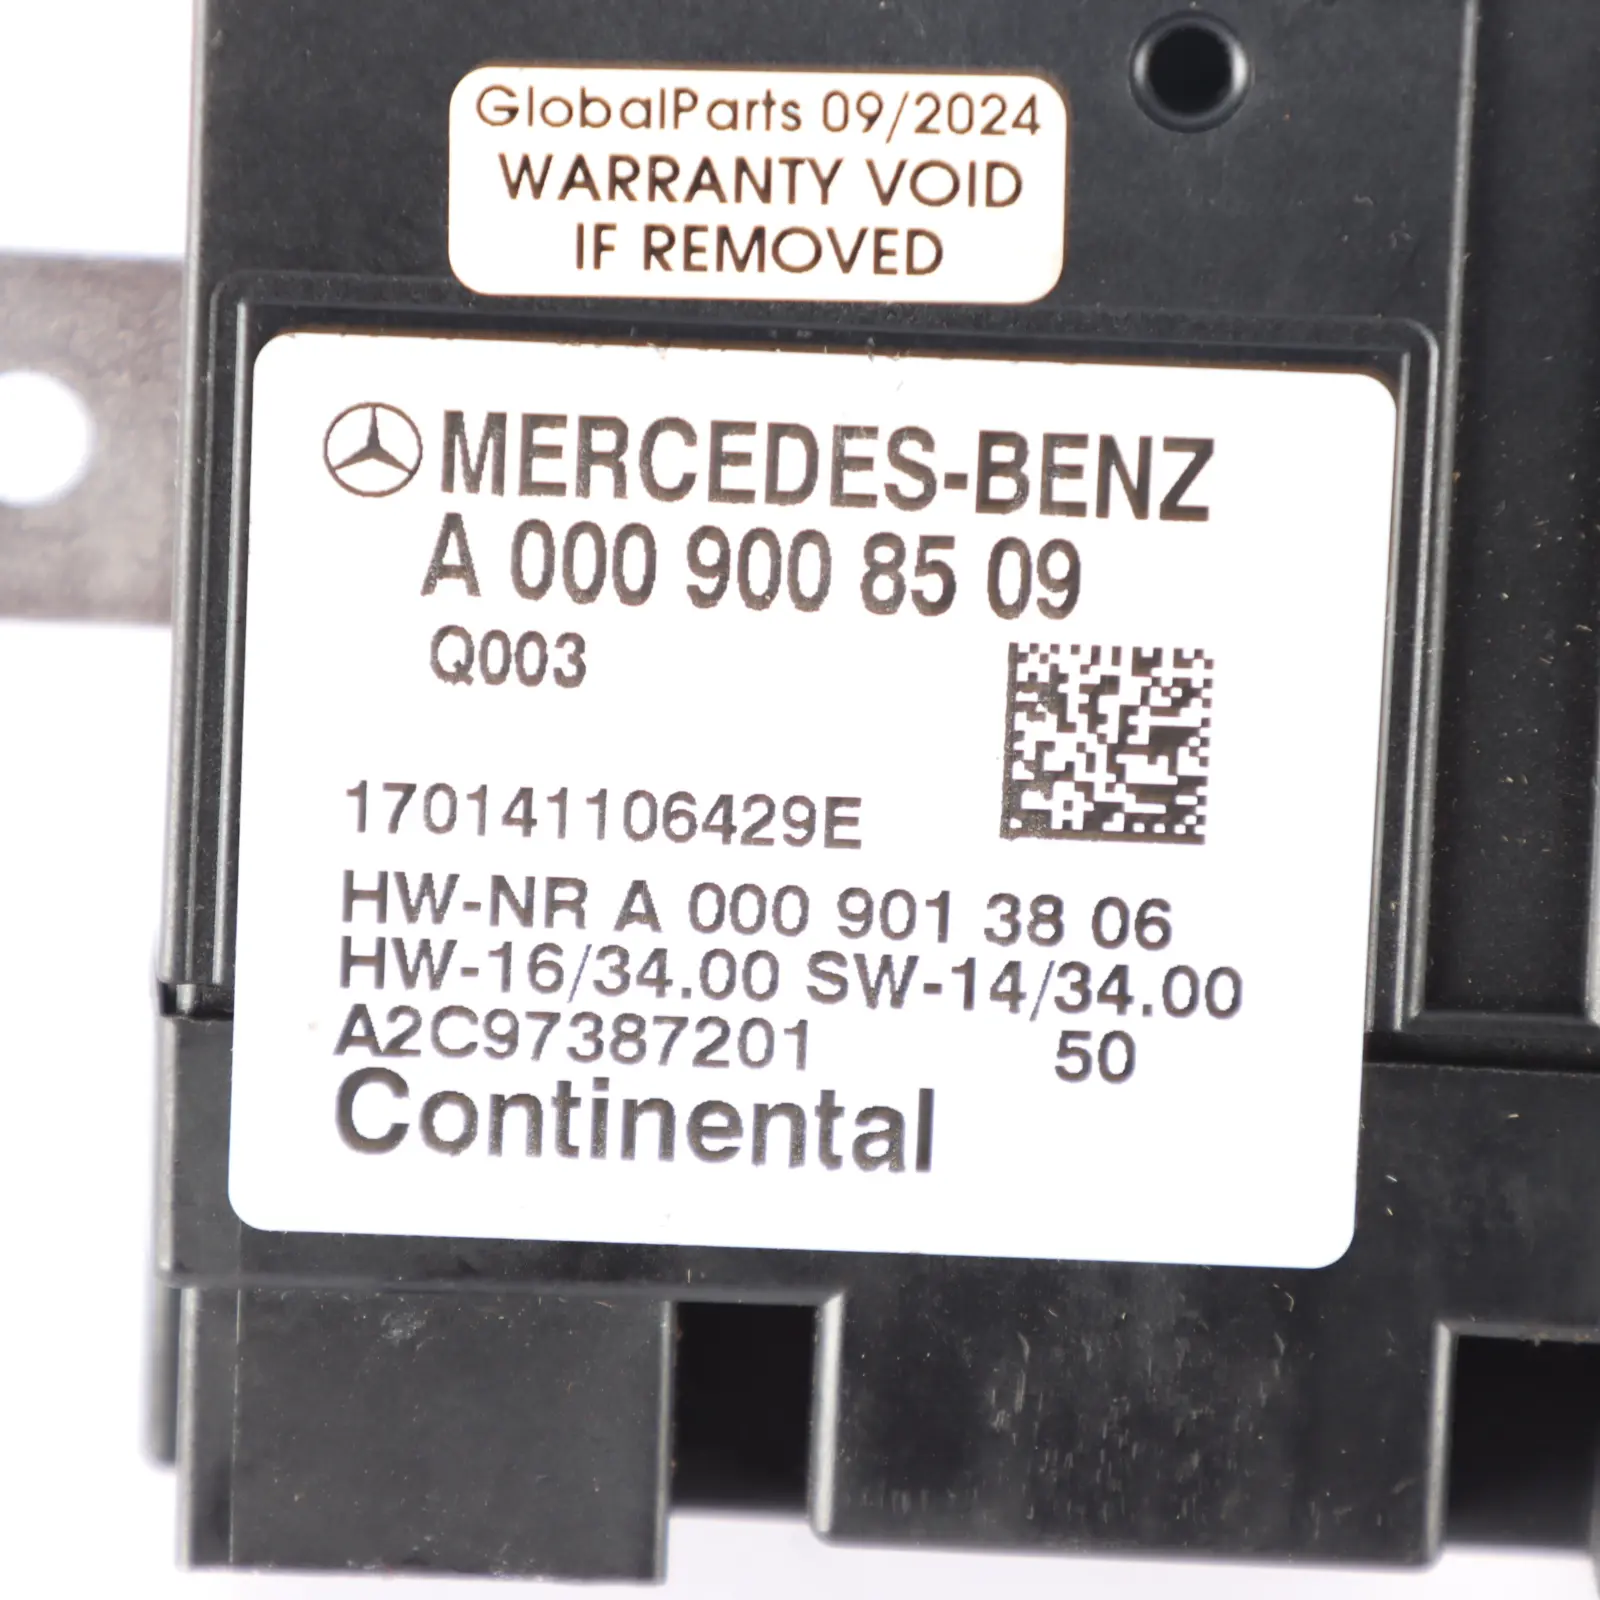 GlobalParts 09/2024
WARRANTY VOID
IF REMOVED
MERCEDES-BENZ
A 000 900 85 09
Q003
170141106429E
HW-NR A 000 901 38 06
HW-16/34.00 SW-14/34.00
A2C97387201 50
Continental